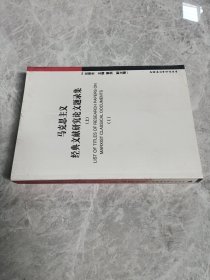 马克思主义
经典文献研究论文题录集
（上）
LIST OF TITLES OF RESEARCH PAPERS ON
MARXIST CLASSICAL DOCUMENTS
（Ⅰ）